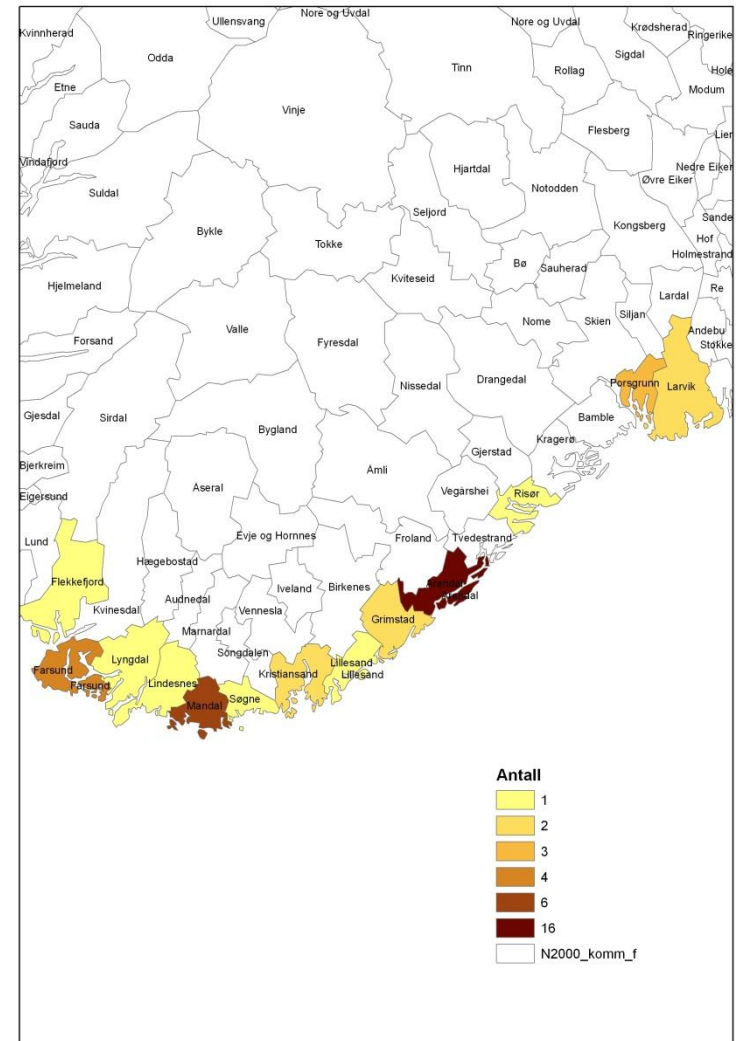 Ullensvang
Nore og Uvdal
Nore og Uvdal
Krødsherad
Kvinnherad
Ringerike
Odda
Sigdal
Tinn
Rollag
Hole
Etne
Modum
Vinje
Sauda
Flesberg
Lier
Vindafjord
Hjartdal
Nedre Eiker
Øvre Eiker
Suldal
Notodden
Seljord
Sande
Bykle
Kongsberg
Tokke
Hof
Holmestrand
Bø
Sauherad
Kviteseid
Hjelmeland
Re
Lardal
Siljan
Valle
Nome
Skien
Andebu
Forsand
Fyresdal
Stokke
Drangedal
Nissedal
Porsgrunn
Larvik
Gjesdal
Sirdal
Bamble
Bygland
Kragerø
Gjerstad
Bjerkreim
Åmli
Åseral
Vegårshei
Risør
Eigersund
Evje og Hornnes
Froland
Tvedestrand
Lund
Hægebostad
Flekkefjord
Iveland
Birkenes
Arendal
Arendal
Audnedal
Kvinesdal
Vennesla
Grimstad
Marnardal
Songdalen
Lyngdal
Lillesand
Farsund
Kristiansand
Lillesand
Farsund
Lindesnes
Søgne
Mandal
Antall
1
2
3
4
6
16
N2000_komm_f